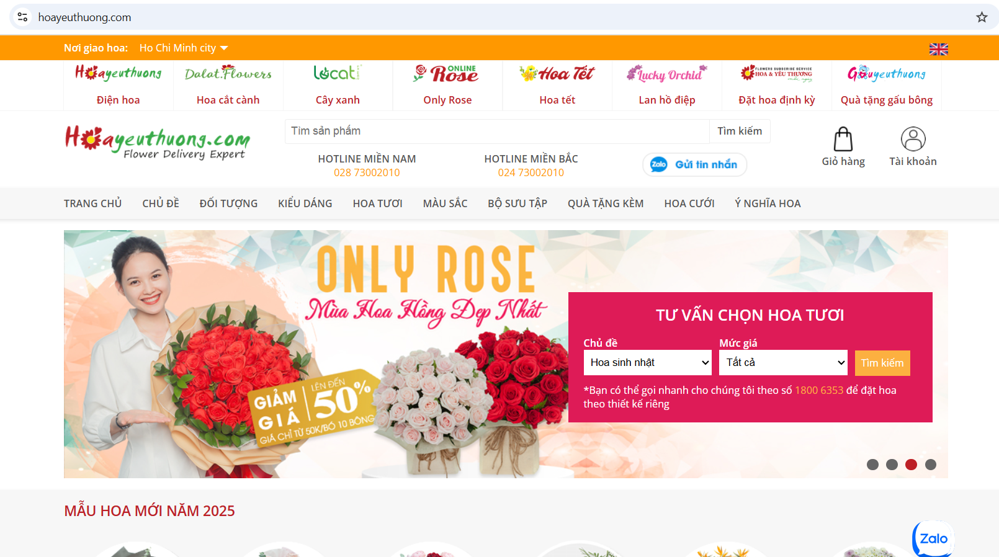 hoayeuthuong.com
Nơi giao hoa: Ho Chi Minh city
Hoayeuthuong
Dalat.Flowers
Locat.com.vn
ONLINE
Rose
Hoa Tết
Lucky Orchid
FLOWERS SUBSCRIBE SERVICE
HOA & YÊU THƯƠNG
Gấuyeuthuong
Điện hoa
Hoa cắt cành
Cây xanh
Only Rose
Hoa tết
Lan hồ điệp
Đặt hoa định kỳ
Quà tặng gấu bông
Hoayeuthuong.com
Flower Delivery Expert
Tìm sản phẩm
Tìm kiếm
HOTLINE MIỀN NAM
028 73002010
HOTLINE MIỀN BẮC
024 73002010
Zalo Gửi tin nhắn
Giỏ hàng
Tài khoản
TRANG CHỦ CHỦ ĐỀ ĐỐI TƯỢNG KIỂU DÁNG HOA TƯƠI MÀU SẮC BỘ SƯU TẬP QUÀ TẶNG KÈM HOA CƯỚI Ý NGHĨA HOA
ONLY ROSE
Mùa Hoa Hồng Đẹp Nhất
GIẢM
GIÁ
LÊN ĐẾN
50%
GIÁ CHỈ TỪ 50K/BÓ 10 BÔNG
TƯ VẤN CHỌN HOA TƯƠI
Chủ đề
Mức giá
Hoa sinh nhật
Tất cả
Tìm kiếm
*Bạn có thể gọi nhanh cho chúng tôi theo số 1800 6353 để đặt hoa
theo thiết kế riêng
MẪU HOA MỚI NĂM 2025
Zalo